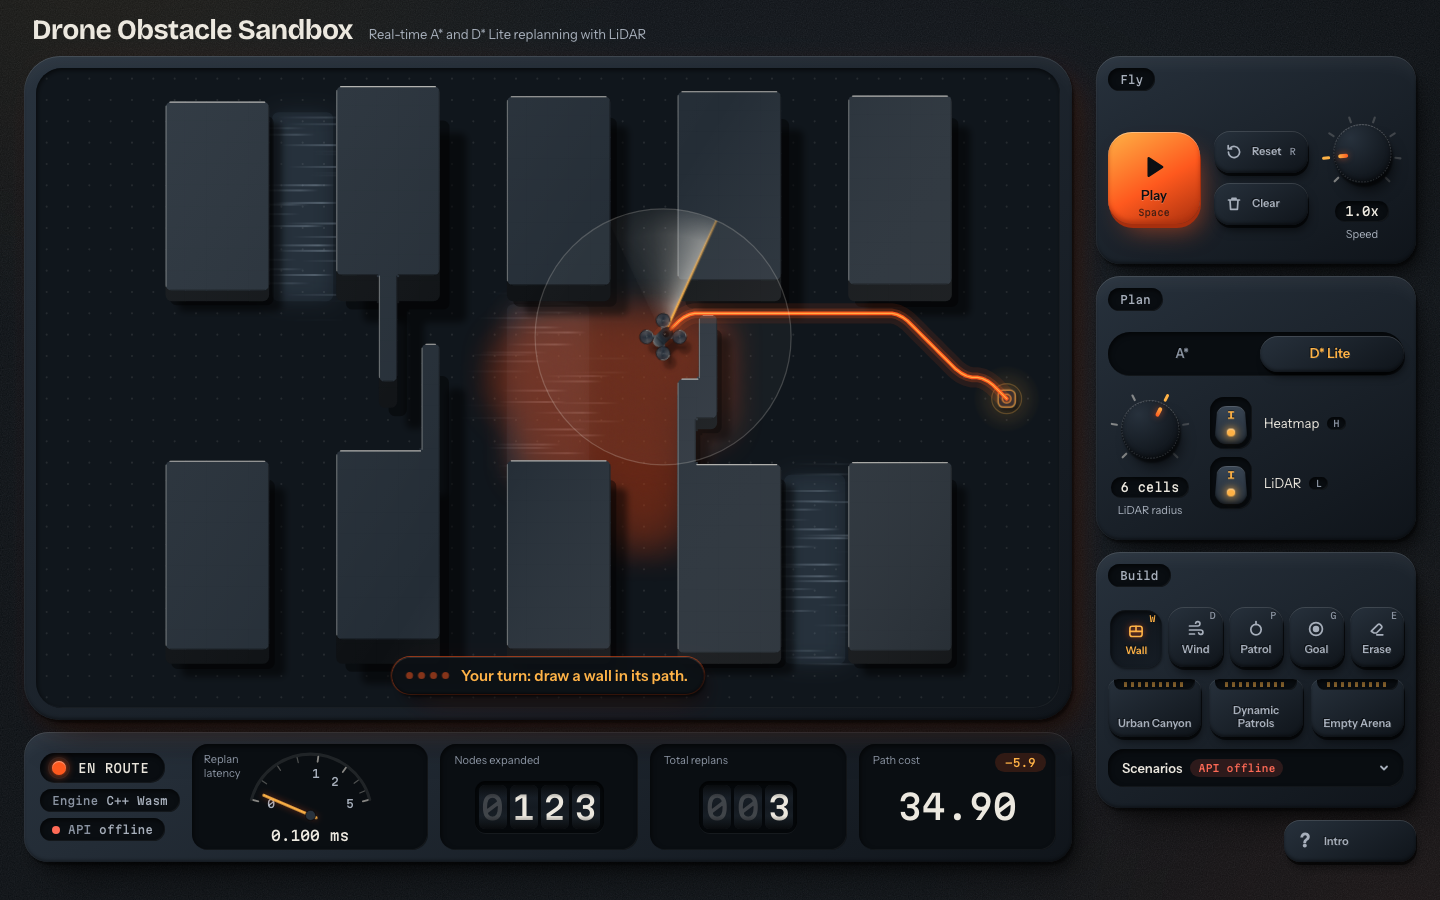 Drone Obstacle Sandbox Real-time A* and D* Lite replanning with LiDAR
Fly
Play
Space
Reset R
Clear
1.0x
Speed
Plan
A* D* Lite
Heatmap H
LiDAR L
6 cells
LiDAR radius
Build
W
Wall
D
Wind
P
Patrol
G
Goal
E
Erase
Urban Canyon
Dynamic
Patrols
Empty Arena
Scenarios API offline
? Intro
Your turn: draw a wall in its path.
EN ROUTE
Engine C++ Wasm
API offline
Replan
latency
0 1 2 5
0.100 ms
Nodes expanded
0123
Total replans
003
Path cost
−5.9
34.90